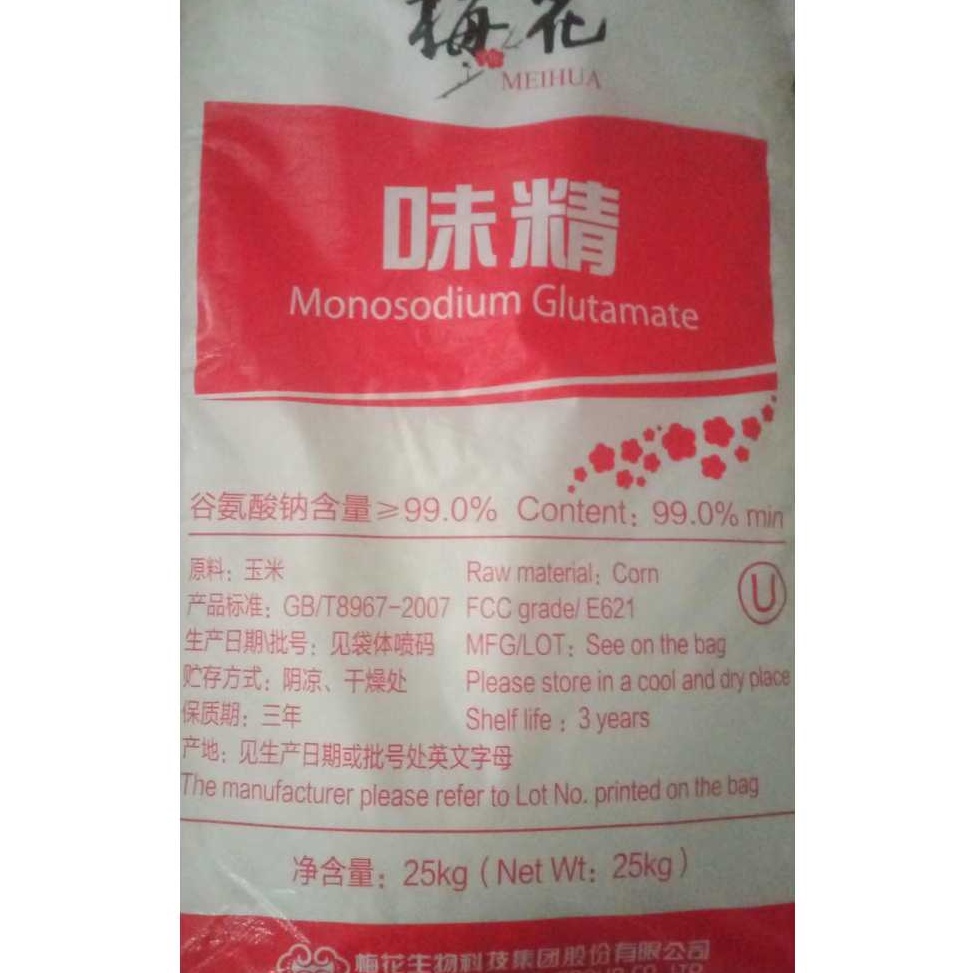 梅花
MEIHUA
味精
Monosodium Glutamate
谷氨酸钠含量≥99.0% Content: 99.0% min
原料: 玉米 Raw material: Corn
产品标准: GB/T8967-2007 FCC grade/ E621
U
生产日期\批号: 见袋体喷码 MFG/LOT: See on the bag
贮存方式: 阴凉、干燥处 Please store in a cool and dry place
保质期: 三年 Shelf life : 3 years
产地: 见生产日期或批号处英文字母
The manufacturer please refer to Lot No. printed on the bag
净含量: 25kg (Net Wt: 25kg)
梅花生物科技集团股份有限公司
CO.,LTD